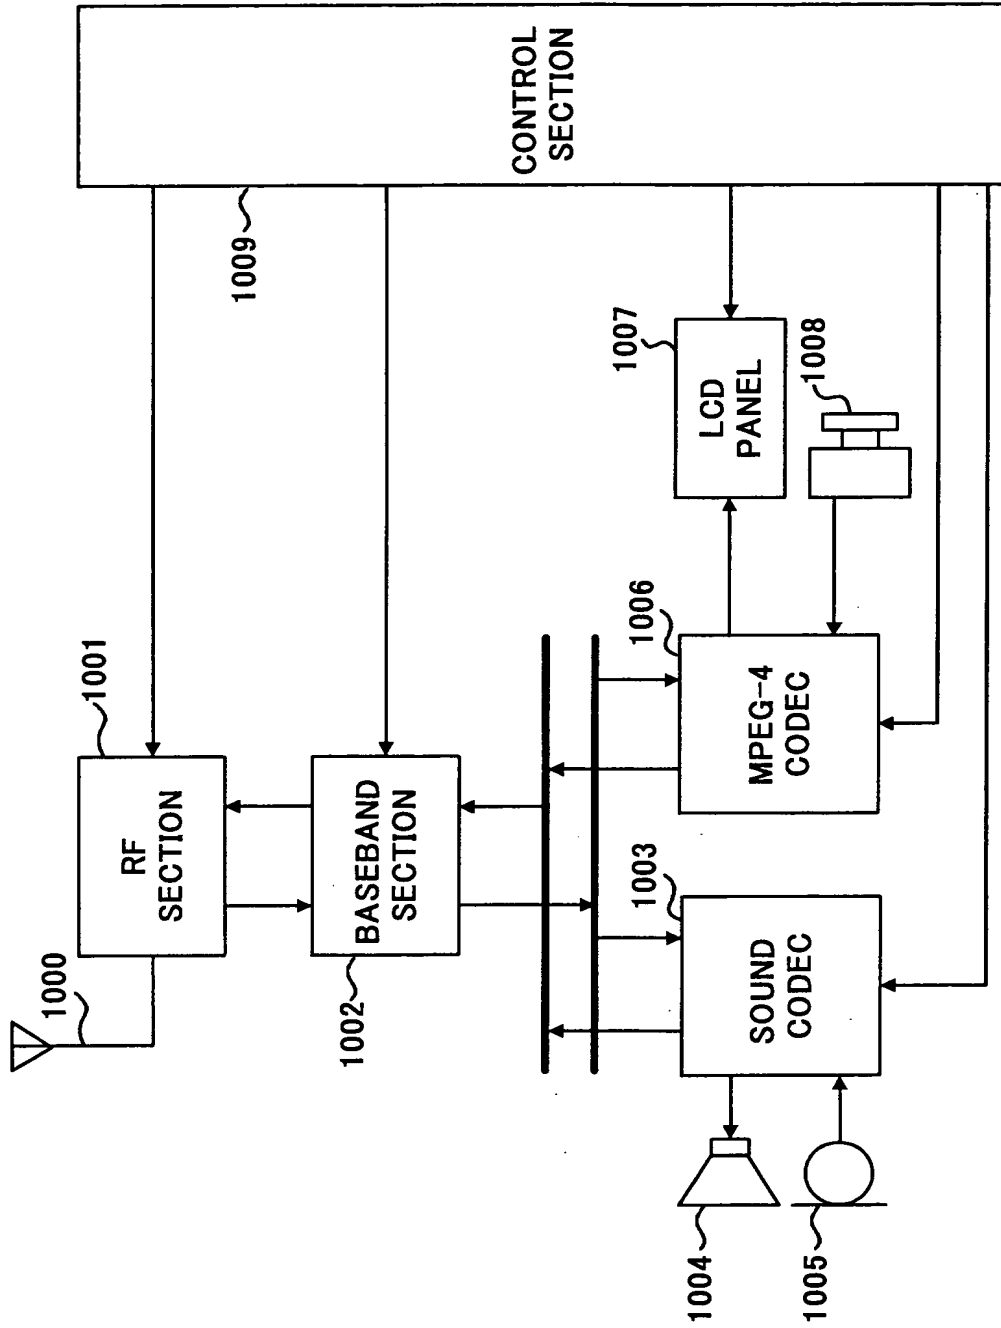 1000
1001
RF
SECTION
1002
BASEBAND
SECTION
1009
CONTROL
SECTION
1003
SOUND
CODEC
1004
1005
1006
MPEG-4
CODEC
1007
LCD
PANEL
1008